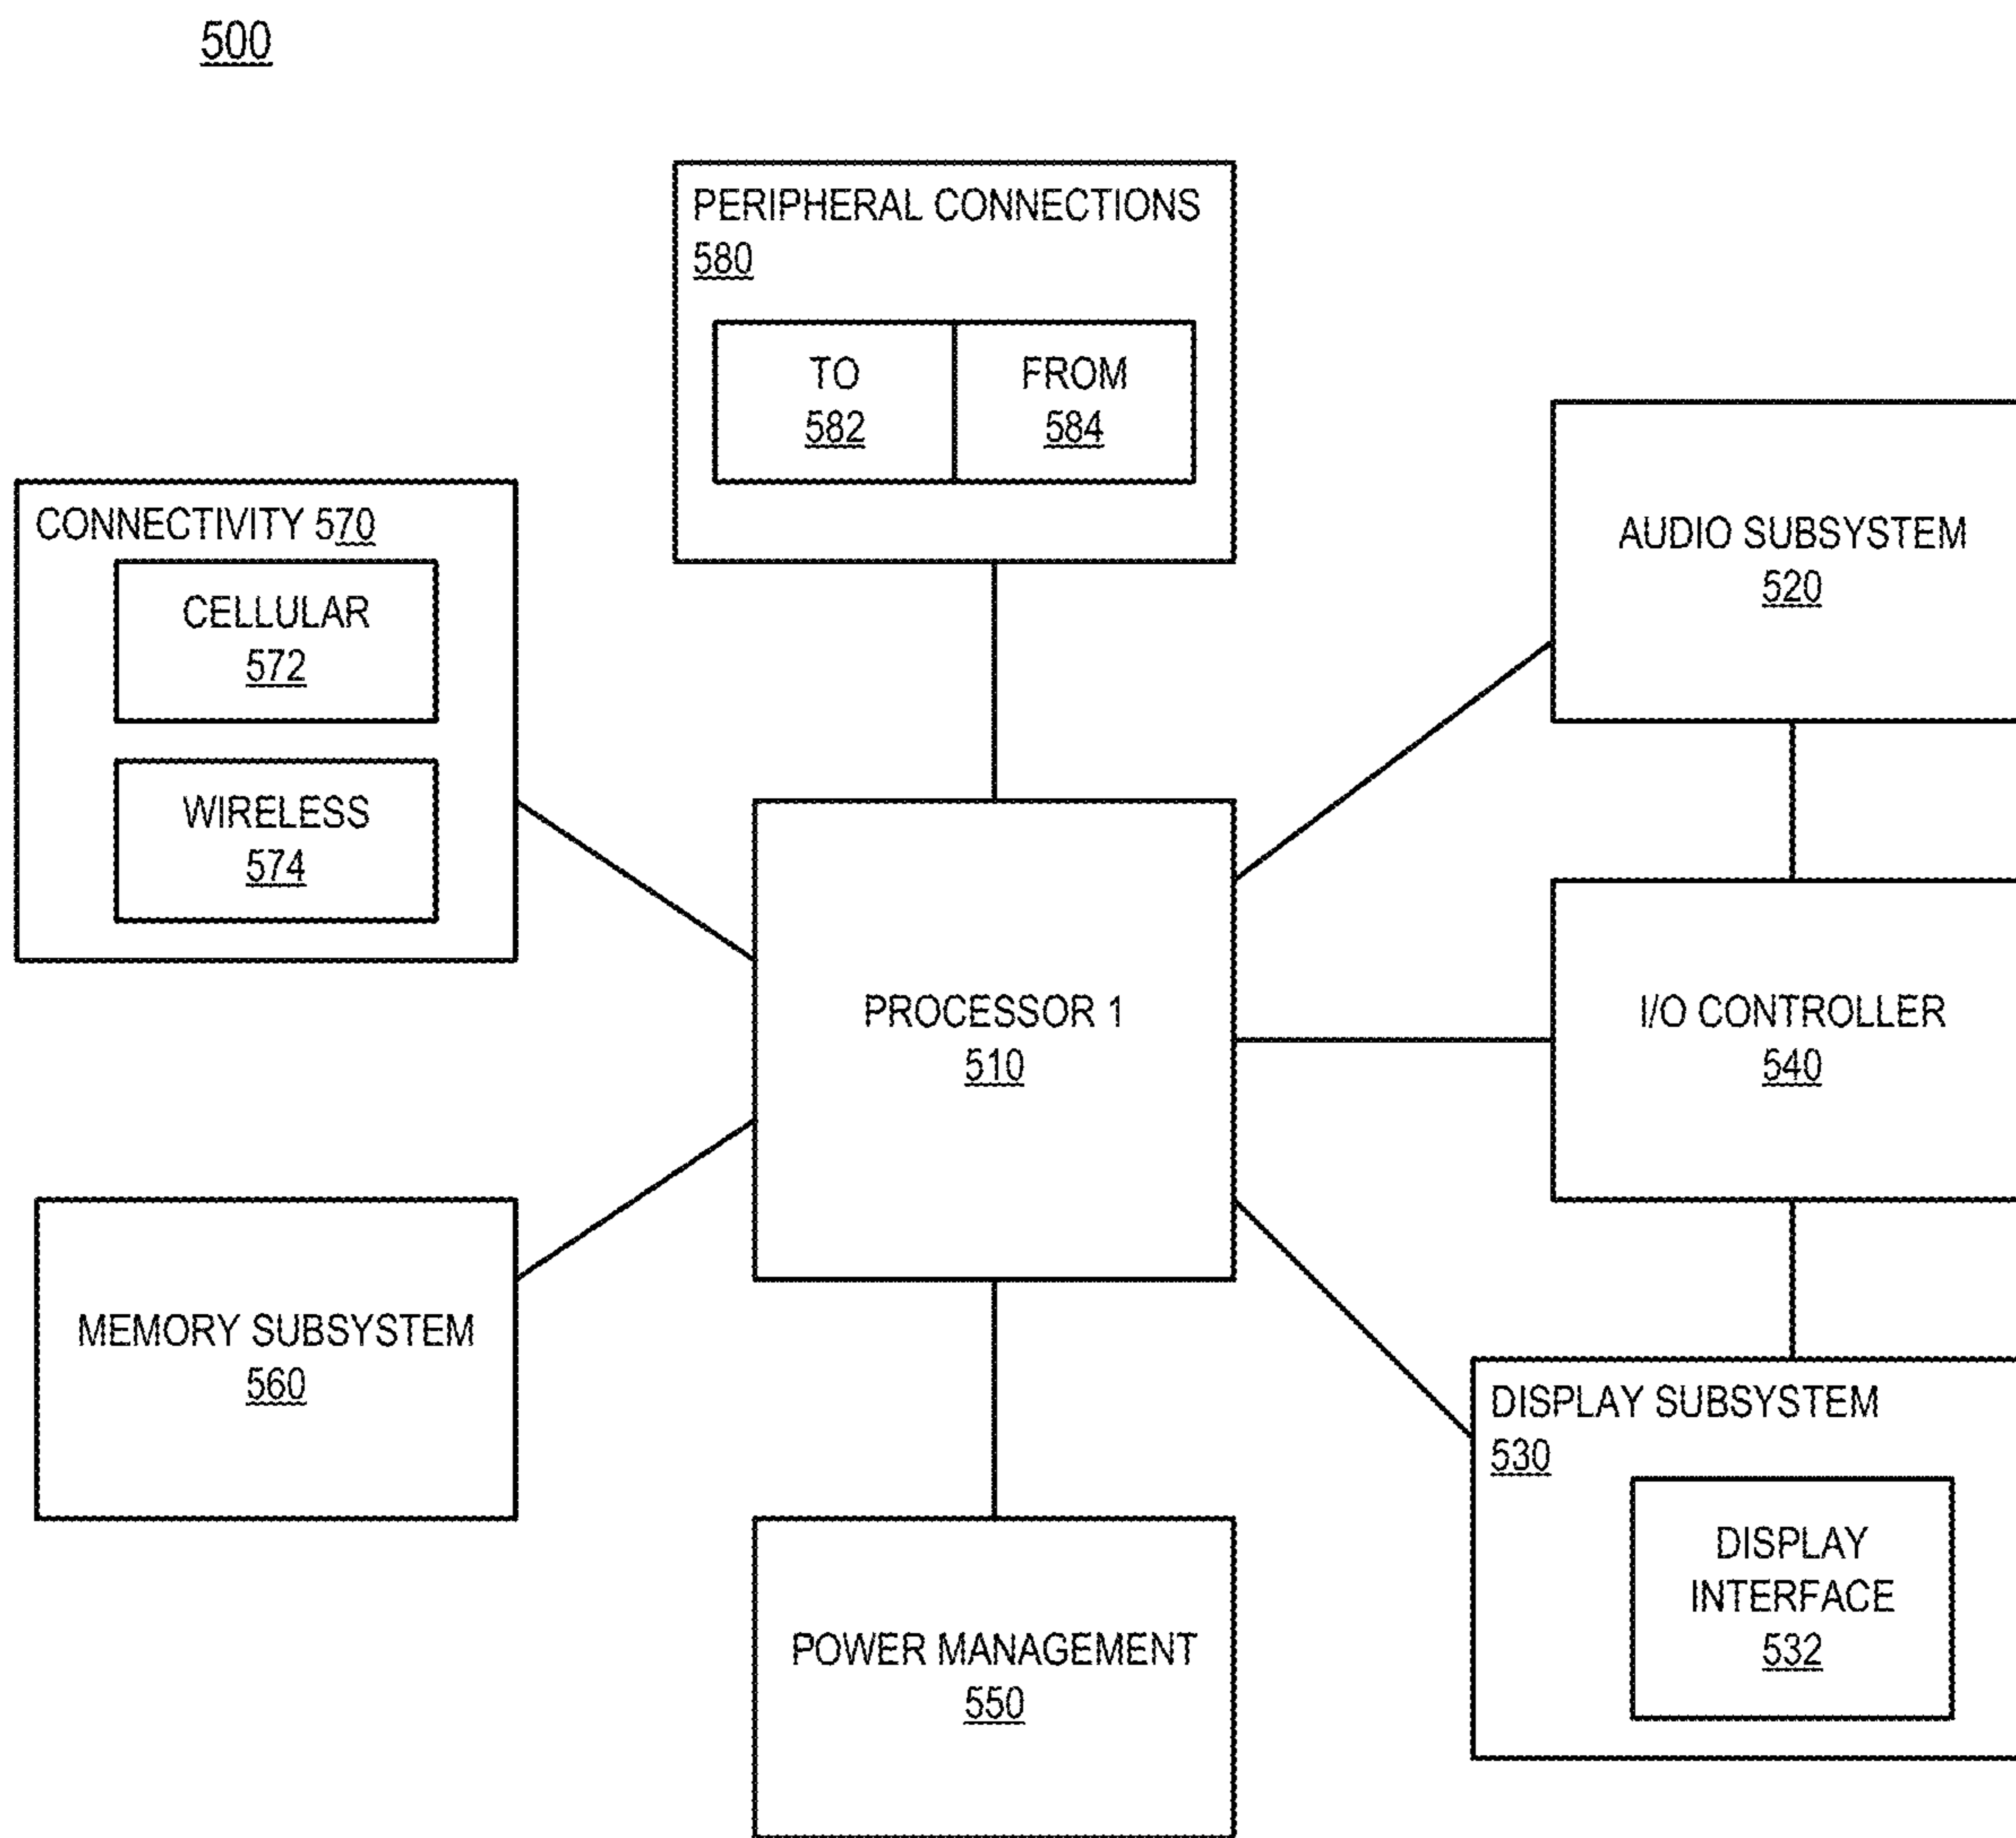 500
PERIPHERAL CONNECTIONS
580
TO
582
FROM
584
CONNECTIVITY 570
CELLULAR
572
WIRELESS
574
AUDIO SUBSYSTEM
520
PROCESSOR 1
510
I/O CONTROLLER
540
MEMORY SUBSYSTEM
560
POWER MANAGEMENT
550
DISPLAY SUBSYSTEM
530
DISPLAY
INTERFACE
532